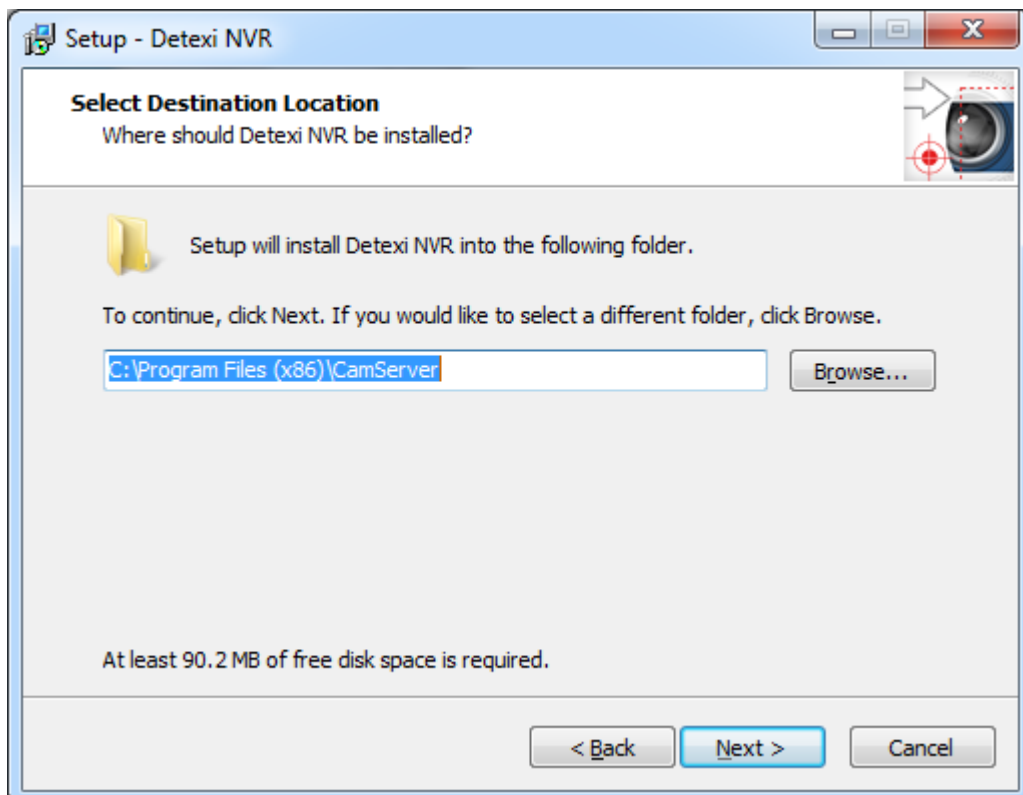 Setup - Detexi NVR
Select Destination Location
Where should Detexi NVR be installed?
Setup will install Detexi NVR into the following folder.
To continue, click Next. If you would like to select a different folder, click Browse.
C:\Program Files (x86)\CamServer
Browse...
At least 90.2 MB of free disk space is required.
< Back
Next >
Cancel